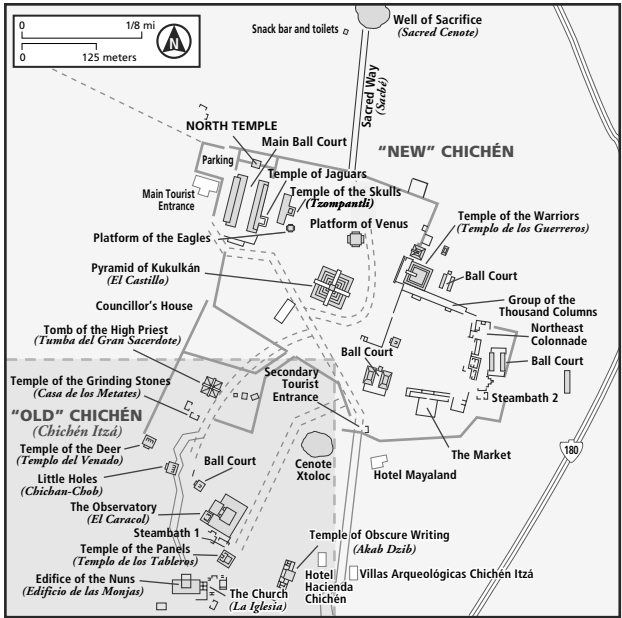 0 1/8 mi
0 125 meters
N
Well of Sacrifice
(Sacred Cenote)
Snack bar and toilets
Sacred Way
(Sacbé)
NORTH TEMPLE
Main Ball Court
"NEW" CHICHÉN
Parking
Temple of Jaguars
Main Tourist
Entrance
Temple of the Skulls
(Tzompantli)
Platform of Venus
Temple of the Warriors
(Templo de los Guerreros)
Platform of the Eagles
Pyramid of Kukulkán
(El Castillo)
Ball Court
Councillor's House
Group of the
Thousand Columns
Tomb of the High Priest
(Tumba del Gran Sacerdote)
Northeast
Colonnade
Ball Court
Ball Court
Temple of the Grinding Stones
(Casa de los Metates)
Secondary
Tourist
Entrance
Steambath 2
"OLD" CHICHÉN
(Chichén Itzá)
Temple of the Deer
(Templo del Venado)
The Market
180
Little Holes
(Chichan-Chob)
Ball Court
Cenote
Xtoloc
Hotel Mayaland
The Observatory
(El Caracol)
Steambath 1
Temple of the Panels
(Templo de los Tableros)
Temple of Obscure Writing
(Akab Dzib)
Edifice of the Nuns
(Edificio de las Monjas)
The Church
(La Iglesia)
Hotel
Hacienda
Chichén
Villas Arqueológicas Chichén Itzá